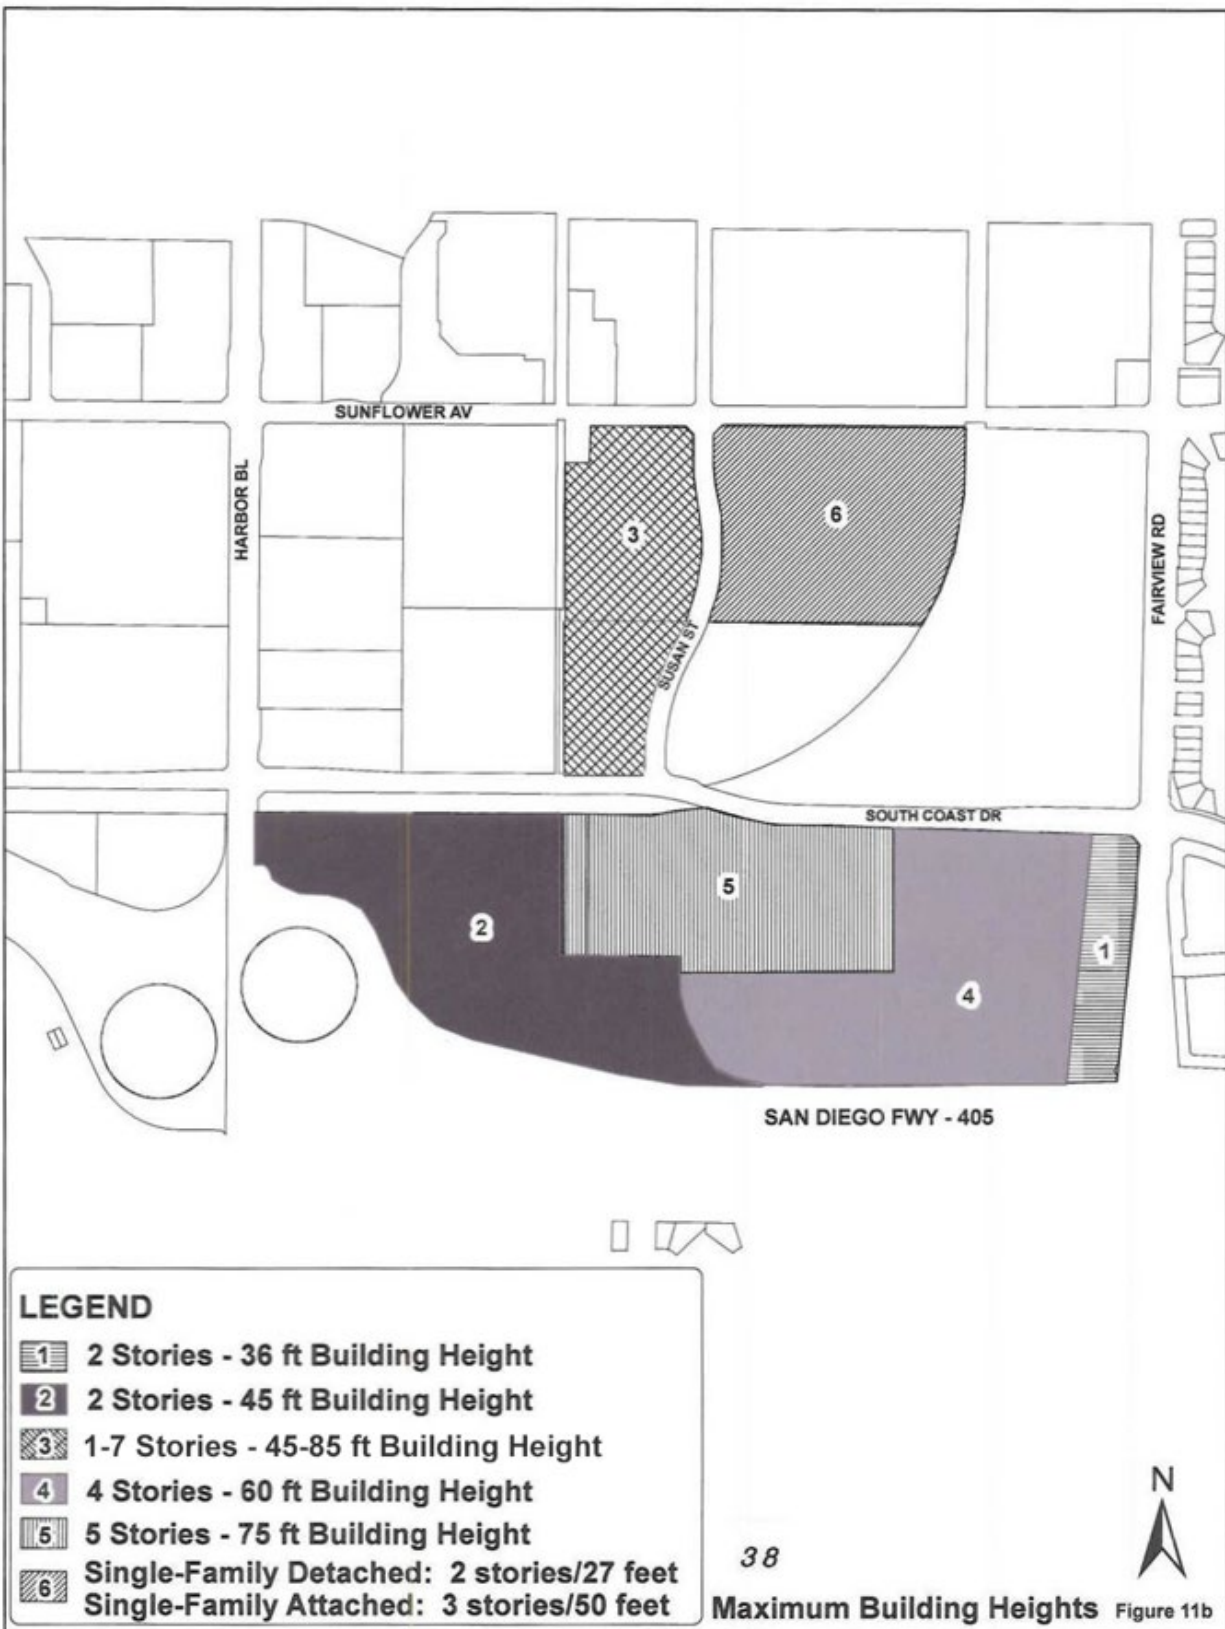 SUNFLOWER AV
HARBOR BL
3
6
FAIRVIEW RD
SUSAN ST
SOUTH COAST DR
5
2
1
4
SAN DIEGO FWY - 405
LEGEND
1 2 Stories - 36 ft Building Height
2 2 Stories - 45 ft Building Height
3 1-7 Stories - 45-85 ft Building Height
4 4 Stories - 60 ft Building Height
5 5 Stories - 75 ft Building Height
6 Single-Family Detached: 2 stories/27 feet
Single-Family Attached: 3 stories/50 feet
N
38
Maximum Building Heights Figure 11b